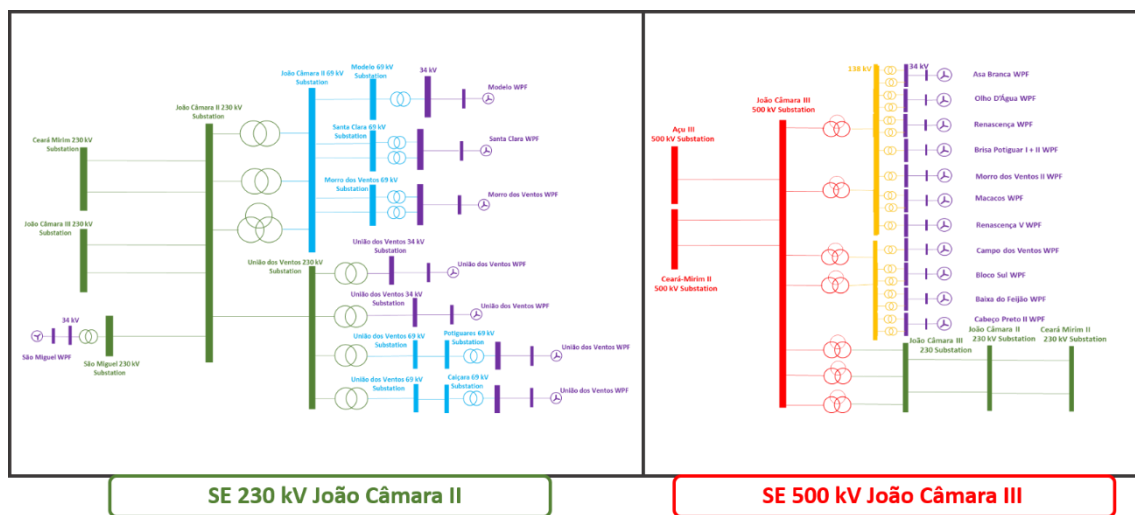 João Câmara II 69 kV
Substation
Modelo 69 kV
Substation
34 kV
Modelo WPF
João Câmara II 230 kV
Substation
Santa Clara 69 kV
Substation
Santa Clara WPF
Ceará Mirim 230 kV
Substation
Morro dos Ventos 69 kV
Substation
Morro dos Ventos WPF
João Câmara III 230 kV
Substation
União dos Ventos 230 kV
Substation
União dos Ventos 34 kV
Substation
União dos Ventos WPF
União dos Ventos 34 kV
Substation
União dos Ventos WPF
34 kV
São Miguel WPF
São Miguel 230 kV
Substation
União dos Ventos 69 kV
Substation
Potiguares 69 kV
Substation
União dos Ventos WPF
União dos Ventos 69 kV
Substation
Caiçara 69 kV
Substation
União dos Ventos WPF
SE 230 kV João Câmara II
138 kV
34 kV
Asa Branca WPF
Olho D'Água WPF
João Câmara III
500 kV Substation
Renascença WPF
Açu III
500 kV Substation
Brisa Potiguar I + II WPF
Morro dos Ventos II WPF
Macacos WPF
Renascença V WPF
Campo dos Ventos WPF
Ceará-Mirim II
500 kV Substation
Bloco Sul WPF
Baixa do Feijão WPF
Cabeço Preto II WPF
João Câmara III
230 Substation
João Câmara II
230 kV Substation
Ceará Mirim II
230 kV Substation
SE 500 kV João Câmara III